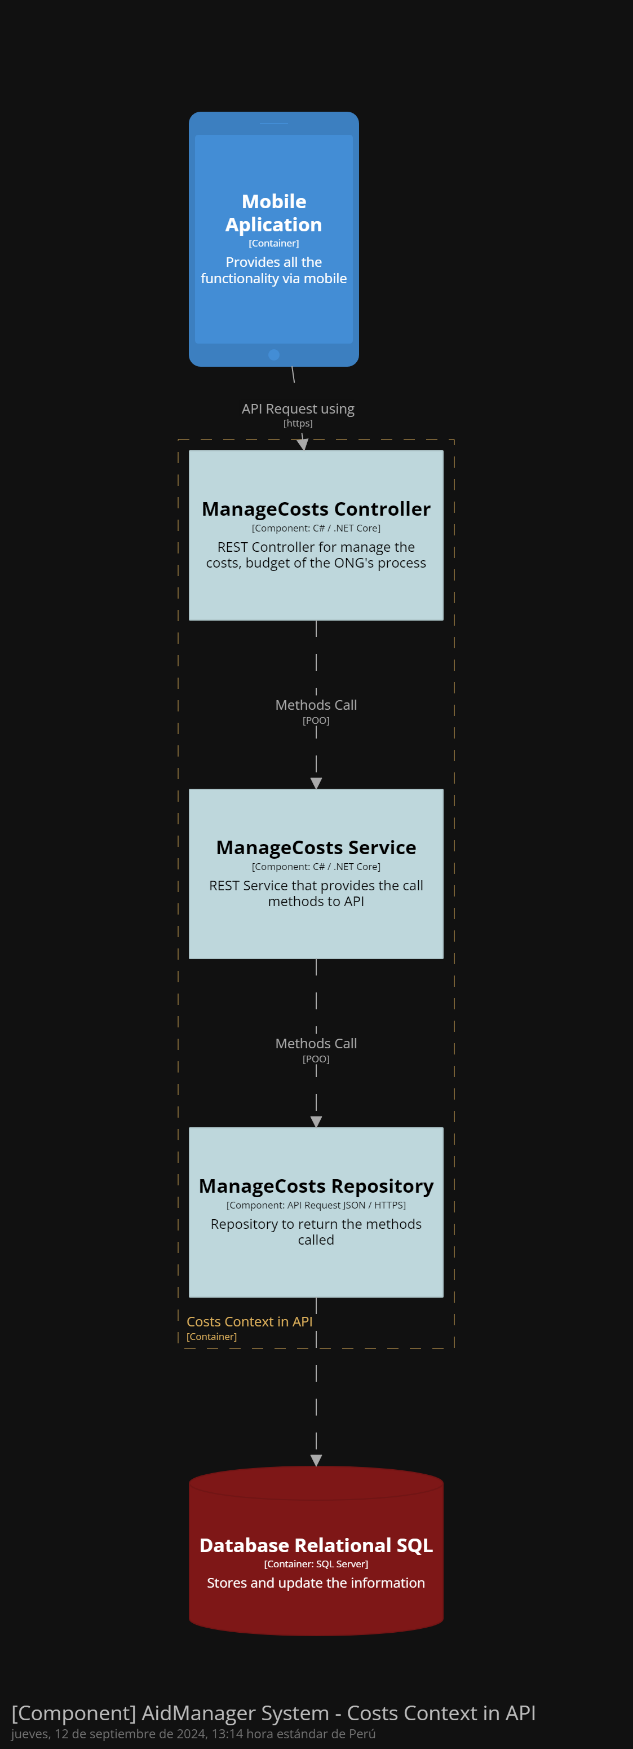 Mobile
Aplication
[Container]
Provides all the
functionality via mobile
API Request using
[https]
ManageCosts Controller
[Component: C# / .NET Core]
REST Controller for manage the
costs, budget of the ONG's process
Methods Call
[POO]
ManageCosts Service
[Component: C# / .NET Core]
REST Service that provides the call
methods to API
Methods Call
[POO]
ManageCosts Repository
[Component: API Request JSON / HTTPS]
Repository to return the methods
called
Costs Context in API
[Container]
Database Relational SQL
[Container: SQL Server]
Stores and update the information
[Component] AidManager System - Costs Context in API
jueves, 12 de septiembre de 2024, 13:14 hora estándar de Perú